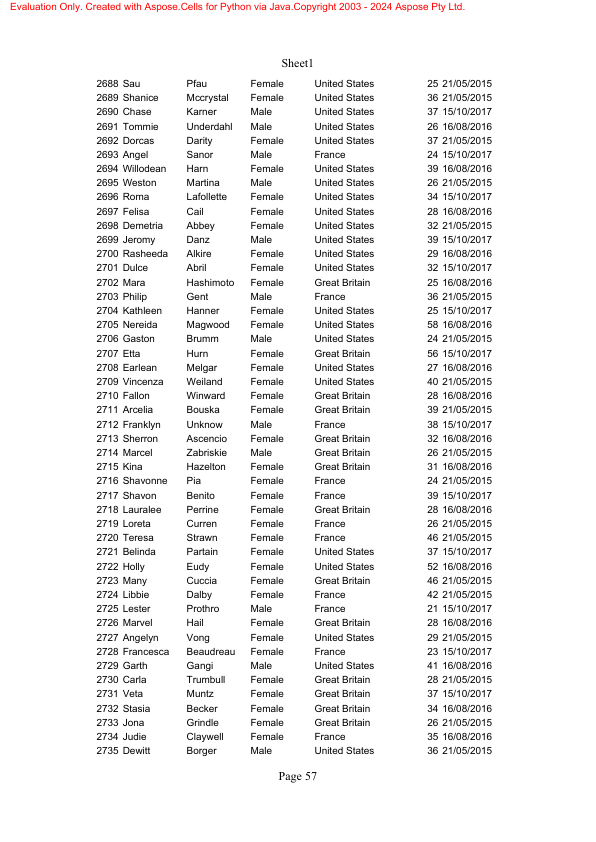 Evaluation Only. Created with Aspose.Cells for Python via Java.Copyright 2003 - 2024 Aspose Pty Ltd.
Sheet1
2688 Sau Pfau Female United States 25 21/05/2015
2689 Shanice Mccrystal Female United States 36 21/05/2015
2690 Chase Karner Male United States 37 15/10/2017
2691 Tommie Underdahl Male United States 26 16/08/2016
2692 Dorcas Darity Female United States 37 21/05/2015
2693 Angel Sanor Male France 24 15/10/2017
2694 Willodean Harn Female United States 39 16/08/2016
2695 Weston Martina Male United States 26 21/05/2015
2696 Roma Lafollette Female United States 34 15/10/2017
2697 Felisa Cail Female United States 28 16/08/2016
2698 Demetria Abbey Female United States 32 21/05/2015
2699 Jeromy Danz Male United States 39 15/10/2017
2700 Rasheeda Alkire Female United States 29 16/08/2016
2701 Dulce Abril Female United States 32 15/10/2017
2702 Mara Hashimoto Female Great Britain 25 16/08/2016
2703 Philip Gent Male France 36 21/05/2015
2704 Kathleen Hanner Female United States 25 15/10/2017
2705 Nereida Magwood Female United States 58 16/08/2016
2706 Gaston Brumm Male United States 24 21/05/2015
2707 Etta Hurn Female Great Britain 56 15/10/2017
2708 Earlean Melgar Female United States 27 16/08/2016
2709 Vincenza Weiland Female United States 40 21/05/2015
2710 Fallon Winward Female Great Britain 28 16/08/2016
2711 Arcelia Bouska Female Great Britain 39 21/05/2015
2712 Franklyn Unknow Male France 38 15/10/2017
2713 Sherron Ascencio Female Great Britain 32 16/08/2016
2714 Marcel Zabriskie Male Great Britain 26 21/05/2015
2715 Kina Hazelton Female Great Britain 31 16/08/2016
2716 Shavonne Pia Female France 24 21/05/2015
2717 Shavon Benito Female France 39 15/10/2017
2718 Lauralee Perrine Female Great Britain 28 16/08/2016
2719 Loreta Curren Female France 26 21/05/2015
2720 Teresa Strawn Female France 46 21/05/2015
2721 Belinda Partain Female United States 37 15/10/2017
2722 Holly Eudy Female United States 52 16/08/2016
2723 Many Cuccia Female Great Britain 46 21/05/2015
2724 Libbie Dalby Female France 42 21/05/2015
2725 Lester Prothro Male France 21 15/10/2017
2726 Marvel Hail Female Great Britain 28 16/08/2016
2727 Angelyn Vong Female United States 29 21/05/2015
2728 Francesca Beaudreau Female France 23 15/10/2017
2729 Garth Gangi Male United States 41 16/08/2016
2730 Carla Trumbull Female Great Britain 28 21/05/2015
2731 Veta Muntz Female Great Britain 37 15/10/2017
2732 Stasia Becker Female Great Britain 34 16/08/2016
2733 Jona Grindle Female Great Britain 26 21/05/2015
2734 Judie Claywell Female France 35 16/08/2016
2735 Dewitt Borger Male United States 36 21/05/2015
Page 57